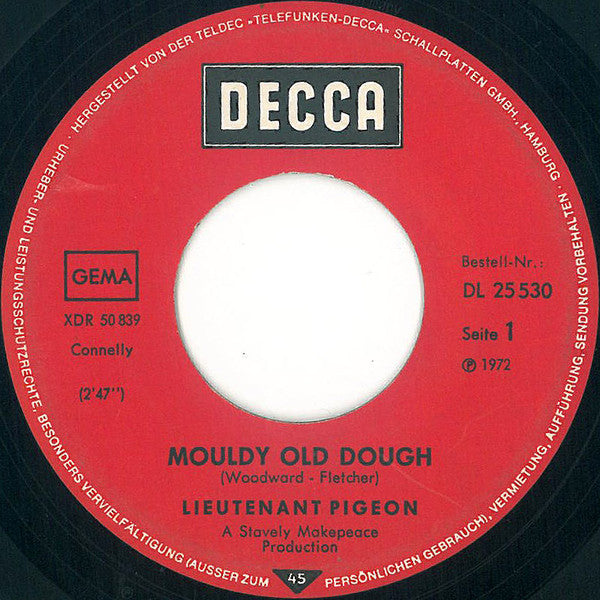 HERGESTELLT VON DER TELDEC »TELEFUNKEN-DECCA« SCHALLPLATTEN GMBH., HAMBURG · URHEBER- UND LEISTUNGSSCHUTZRECHTE, BESONDERS VERVIELFÄLTIGUNG (AUSSER ZUM PERSÖNLICHEN GEBRAUCH), VERMIETUNG, AUFFÜHRUNG, SENDUNG VORBEHALTEN ·
DECCA
GEMA
XDR 50 839
Connelly
(2'47")
Bestell-Nr.:
DL 25 530
Seite 1
℗ 1972
MOULDY OLD DOUGH
(Woodward - Fletcher)
LIEUTENANT PIGEON
A Stavely Makepeace
Production
45